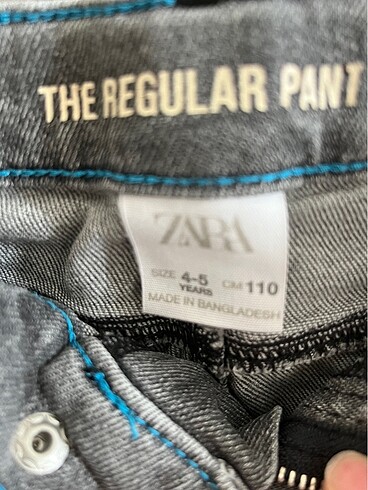 THE REGULAR PANT
ZARA
SIZE 4-5 YEARS CM 110
MADE IN BANGLADESH